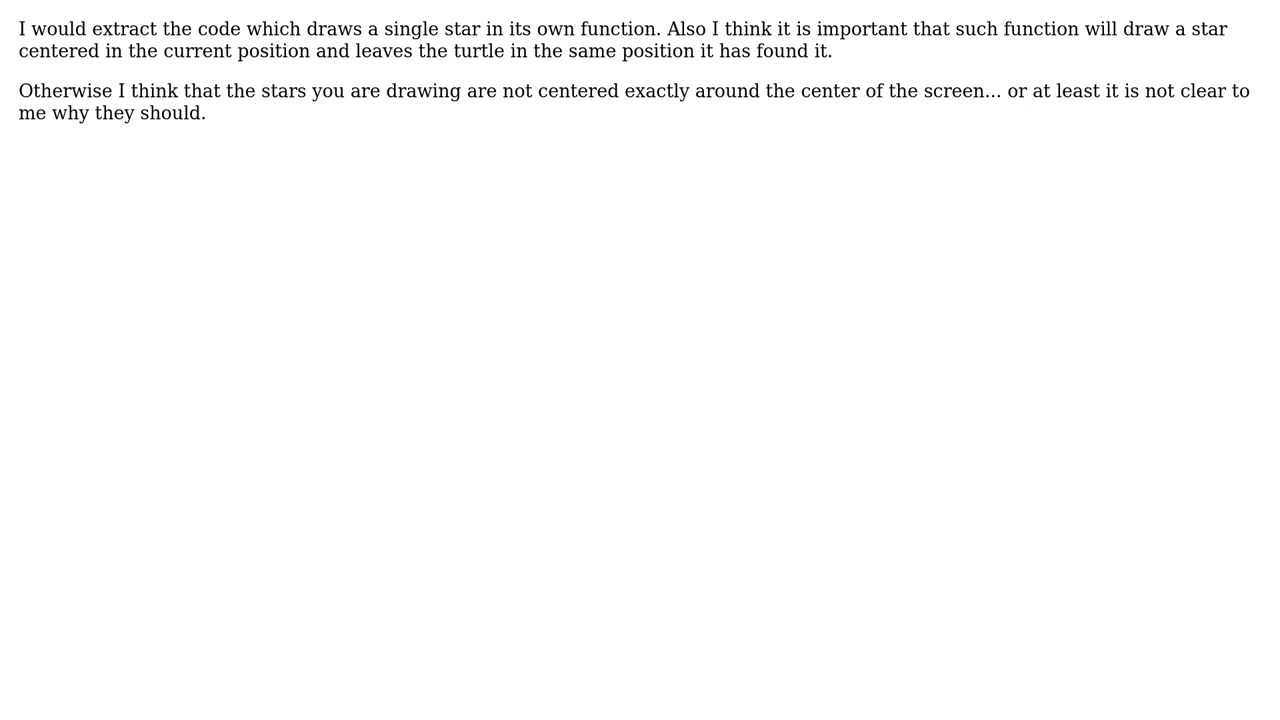 I would extract the code which draws a single star in its own function. Also I think it is important that such function will draw a star
centered in the current position and leaves the turtle in the same position it has found it.
Otherwise I think that the stars you are drawing are not centered exactly around the center of the screen... or at least it is not clear to
me why they should.